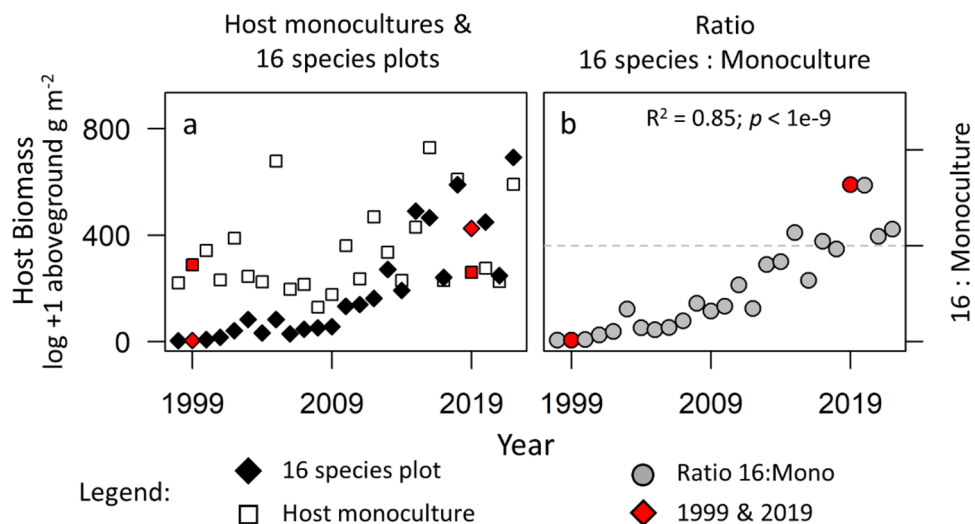 Host monocultures &
16 species plots
Ratio
16 species : Monoculture
Host Biomass
log +1 aboveground g m⁻²
800
400
0
a
b
R² = 0.85; p < 1e-9
16 : Monoculture
1999
2009
2019
1999
2009
2019
Year
Legend:
16 species plot
Host monoculture
Ratio 16:Mono
1999 & 2019